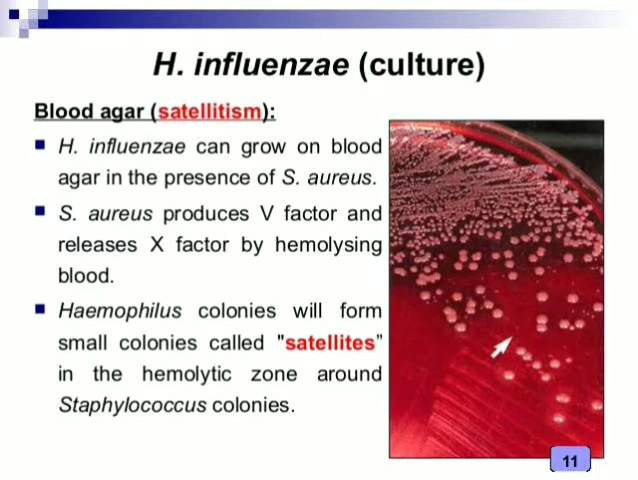 H. influenzae (culture)
Blood agar (satellitism):
H. influenzae can grow on blood
agar in the presence of S. aureus.
S. aureus produces V factor and
releases X factor by hemolysing
blood.
Haemophilus colonies will form
small colonies called "satellites”
in the hemolytic zone around
Staphylococcus colonies.
11